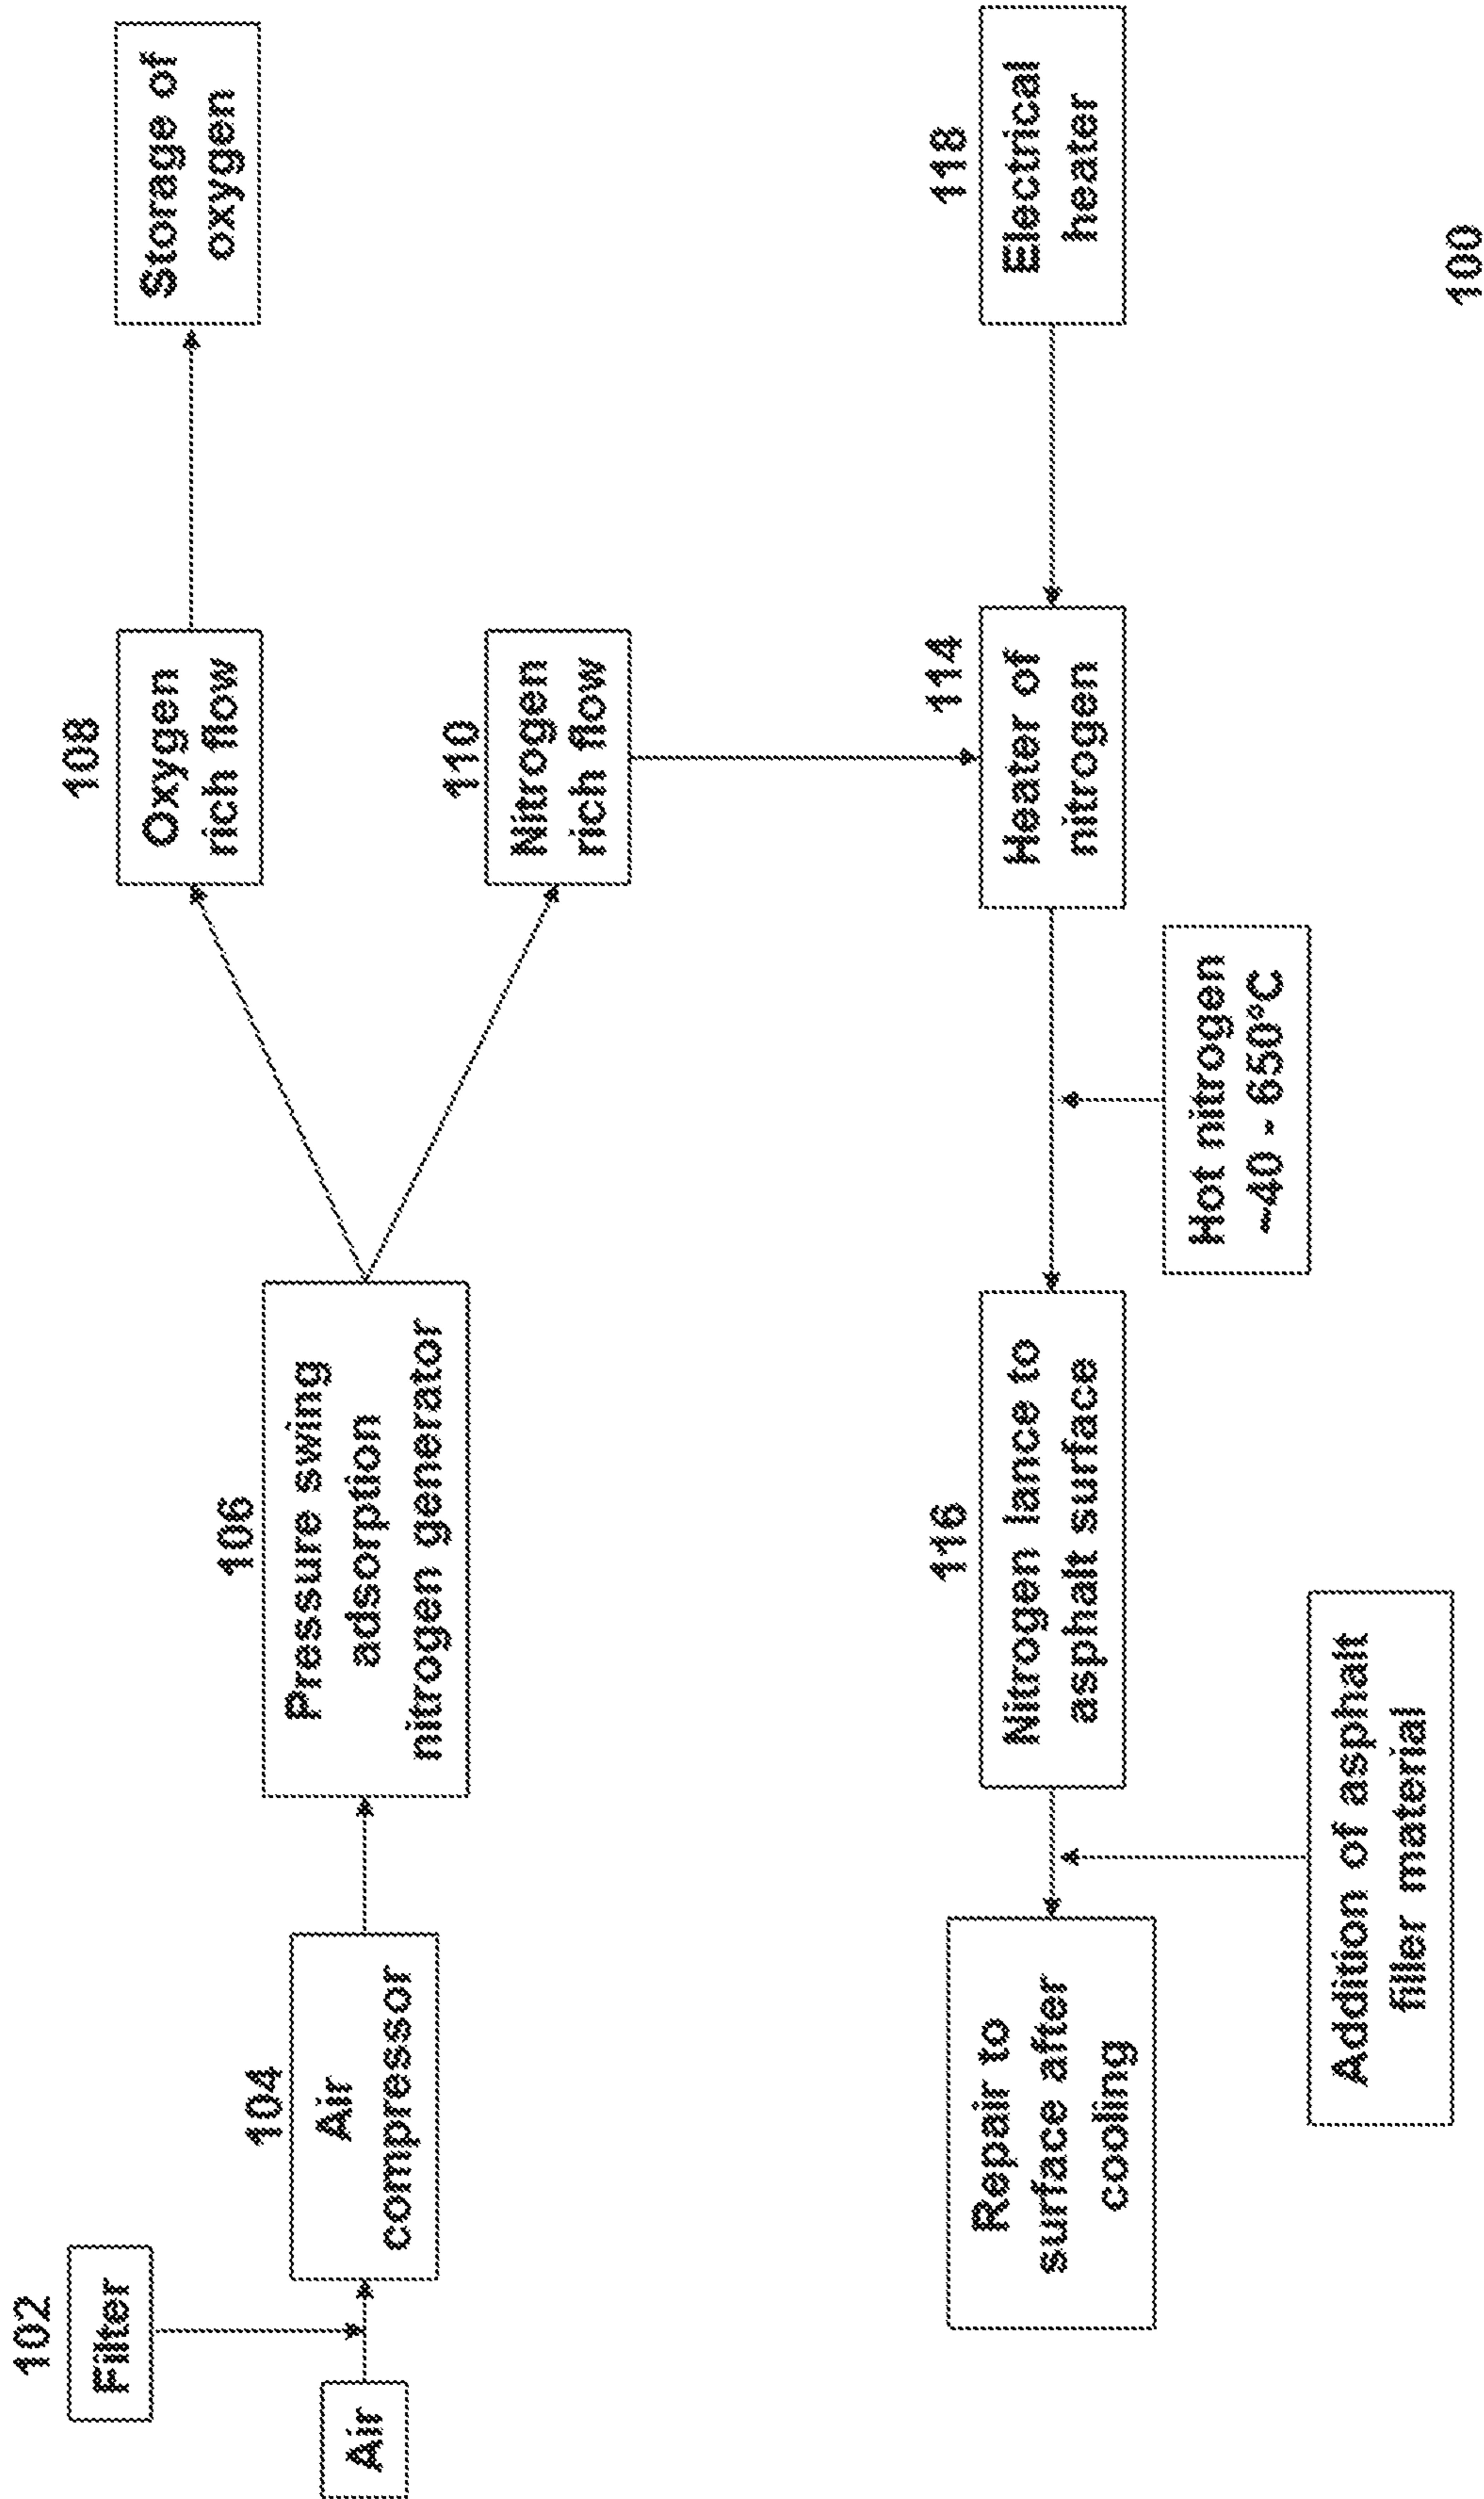 102
Filter
Air
104
Air
compressor
106
Pressure swing
adsorption
nitrogen generator
108
Oxygen
rich flow
Storage of
oxygen
110
Nitrogen
rich flow
118
Electrical
heater
114
Heater of
nitrogen
Hot nitrogen
~40 - 650°C
116
Nitrogen lance to
asphalt surface
Addition of asphalt
filler material
Repair to
surface after
cooling
100